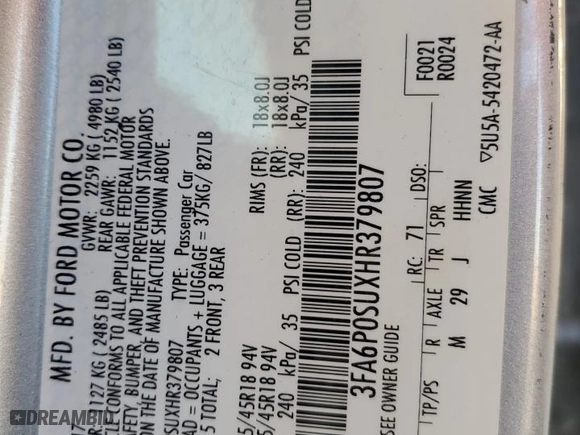 MFD. BY FORD MOTOR CO.
GVWR: 2259 KG ( 4980 LB)
1127 KG ( 2485 LB) REAR GAWR: 1152 KG ( 2540 LB)
CONFORMS TO ALL APPLICABLE FEDERAL MOTOR
SAFETY, BUMPER, AND THEFT PREVENTION STANDARDS
ON THE DATE OF MANUFACTURE SHOWN ABOVE.
0SUXHR379807 TYPE: Passenger Car
AD = OCCUPANTS + LUGGAGE = 375KG/ 827LB
5 TOTAL: 2 FRONT, 3 REAR
5/45R18 94V RIMS (FR): 18x8.0J
5/45R18 94V (RR): 18x8.0J
240 kPa/ 35 PSI COLD (RR): 240 kPa/ 35 PSI COLD
3FA6P0SUXHR379807
SEE OWNER GUIDE
RC: 71 DSO:
F0021
R0024
TP/PS R AXLE TR SPR
M 29 J HHNN
CMC ▽5U5A-5420472-AA
DREAMBID